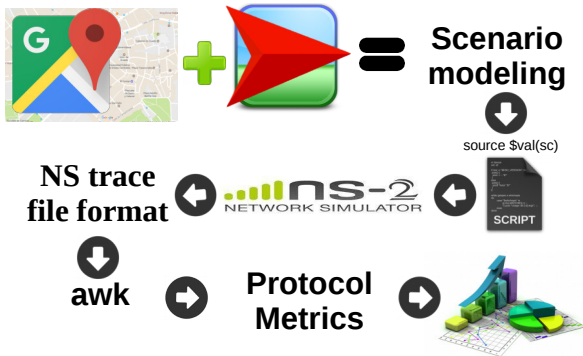 G
Scenario
modeling
source $val(sc)
SCRIPT
ns-2
NETWORK SIMULATOR
NS trace
file format
awk
Protocol
Metrics